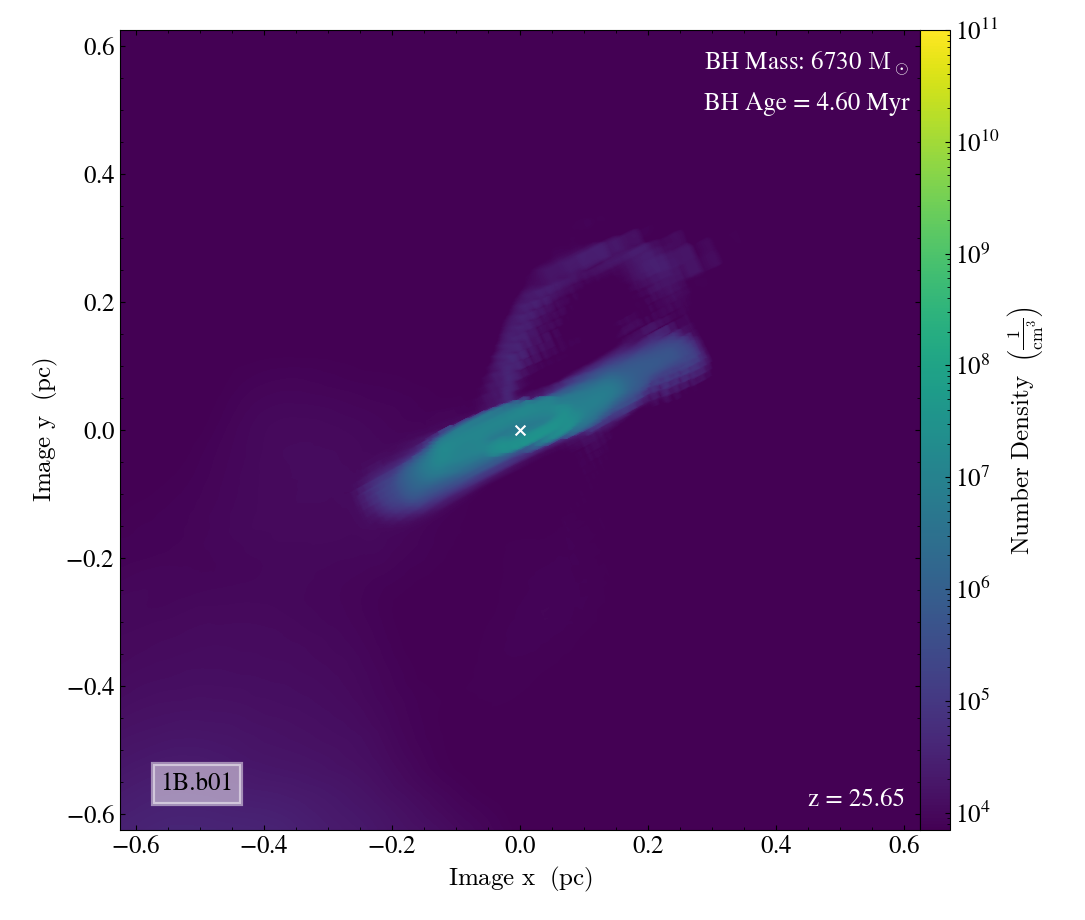 BH Mass: 6730 M⊙
BH Age = 4.60 Myr
1B.b01
z = 25.65
0.6
0.4
0.2
0.0
−0.2
−0.4
−0.6
Image y (pc)
−0.6 −0.4 −0.2 0.0 0.2 0.4 0.6
Image x (pc)
10¹¹
10¹⁰
10⁹
10⁸
10⁷
10⁶
10⁵
10⁴
Number Density (1/cm³)